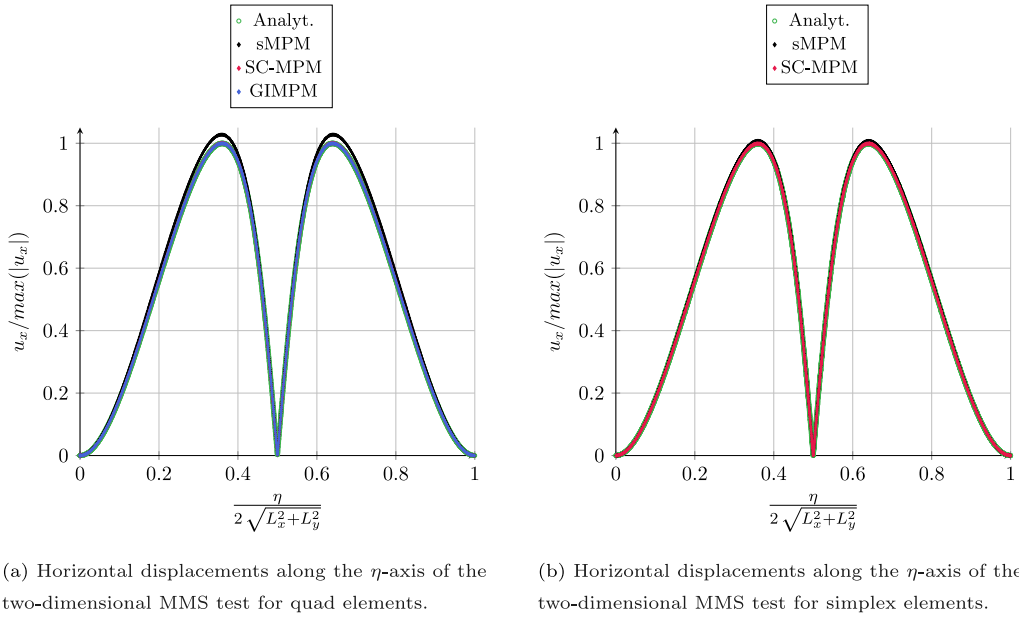 Analyt.
sMPM
SC-MPM
GIMPM
1
0.8
0.6
0.4
0.2
0
u_x/max(|u_x|)
0 0.2 0.4 0.6 0.8 1
η
2√L_x^2+L_y^2
(a) Horizontal displacements along the η-axis of the
two-dimensional MMS test for quad elements.
Analyt.
sMPM
SC-MPM
1
0.8
0.6
0.4
0.2
0
u_x/max(|u_x|)
0 0.2 0.4 0.6 0.8 1
η
2√L_x^2+L_y^2
(b) Horizontal displacements along the η-axis of the
two-dimensional MMS test for simplex elements.